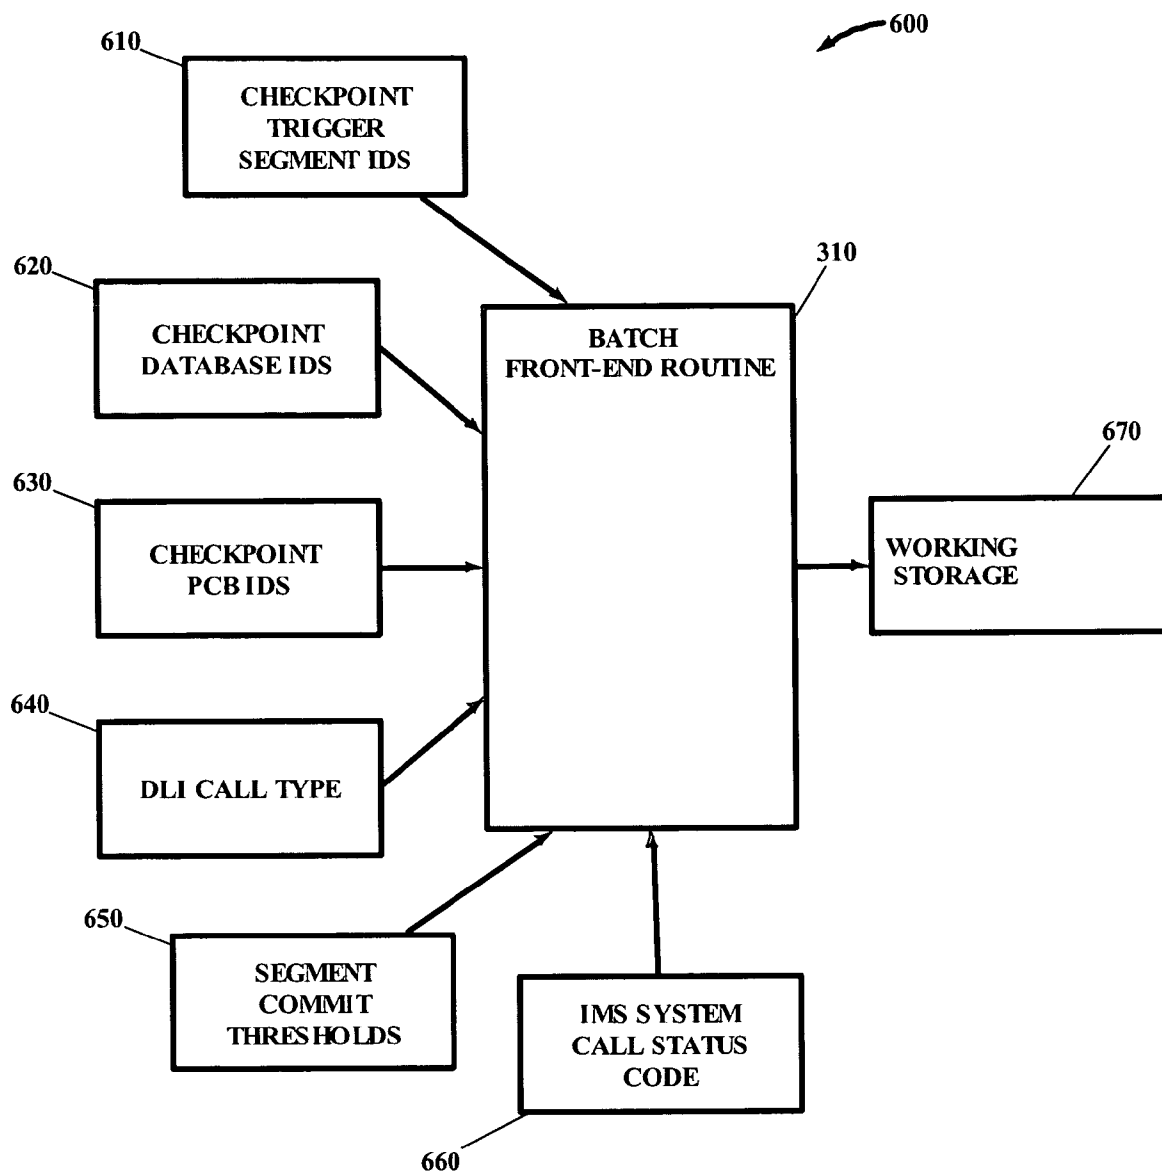 600
610
CHECKPOINT
TRIGGER
SEGMENT IDS
310
620
CHECKPOINT
DATABASE IDS
BATCH
FRONT-END ROUTINE
670
630
CHECKPOINT
PCB IDS
WORKING
STORAGE
640
DLI CALL TYPE
650
SEGMENT
COMMIT
THRESHOLDS
IMS SYSTEM
CALL STATUS
CODE
660